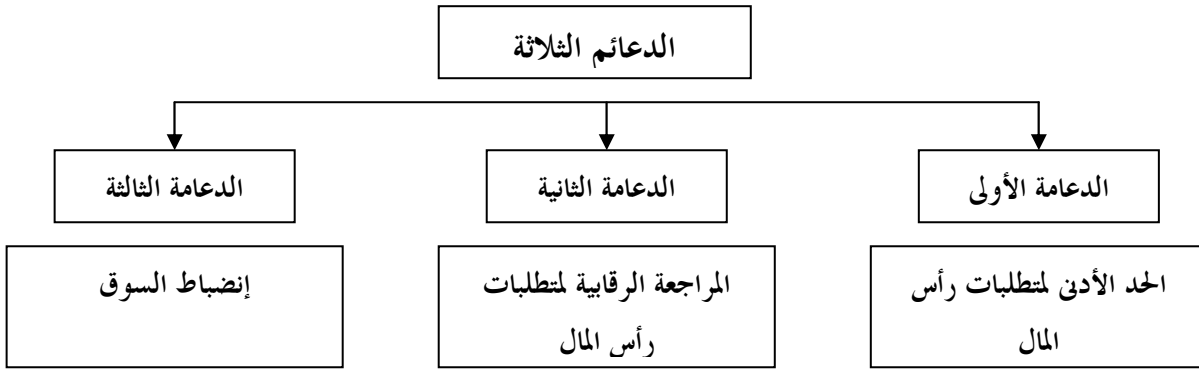 الدعائم الثلاثة
الدعامة الأولى
الدعامة الثانية
الدعامة الثالثة
الحد الأدنى لمتطلبات رأس
المال
المراجعة الرقابية لمتطلبات
رأس المال
إنضباط السوق